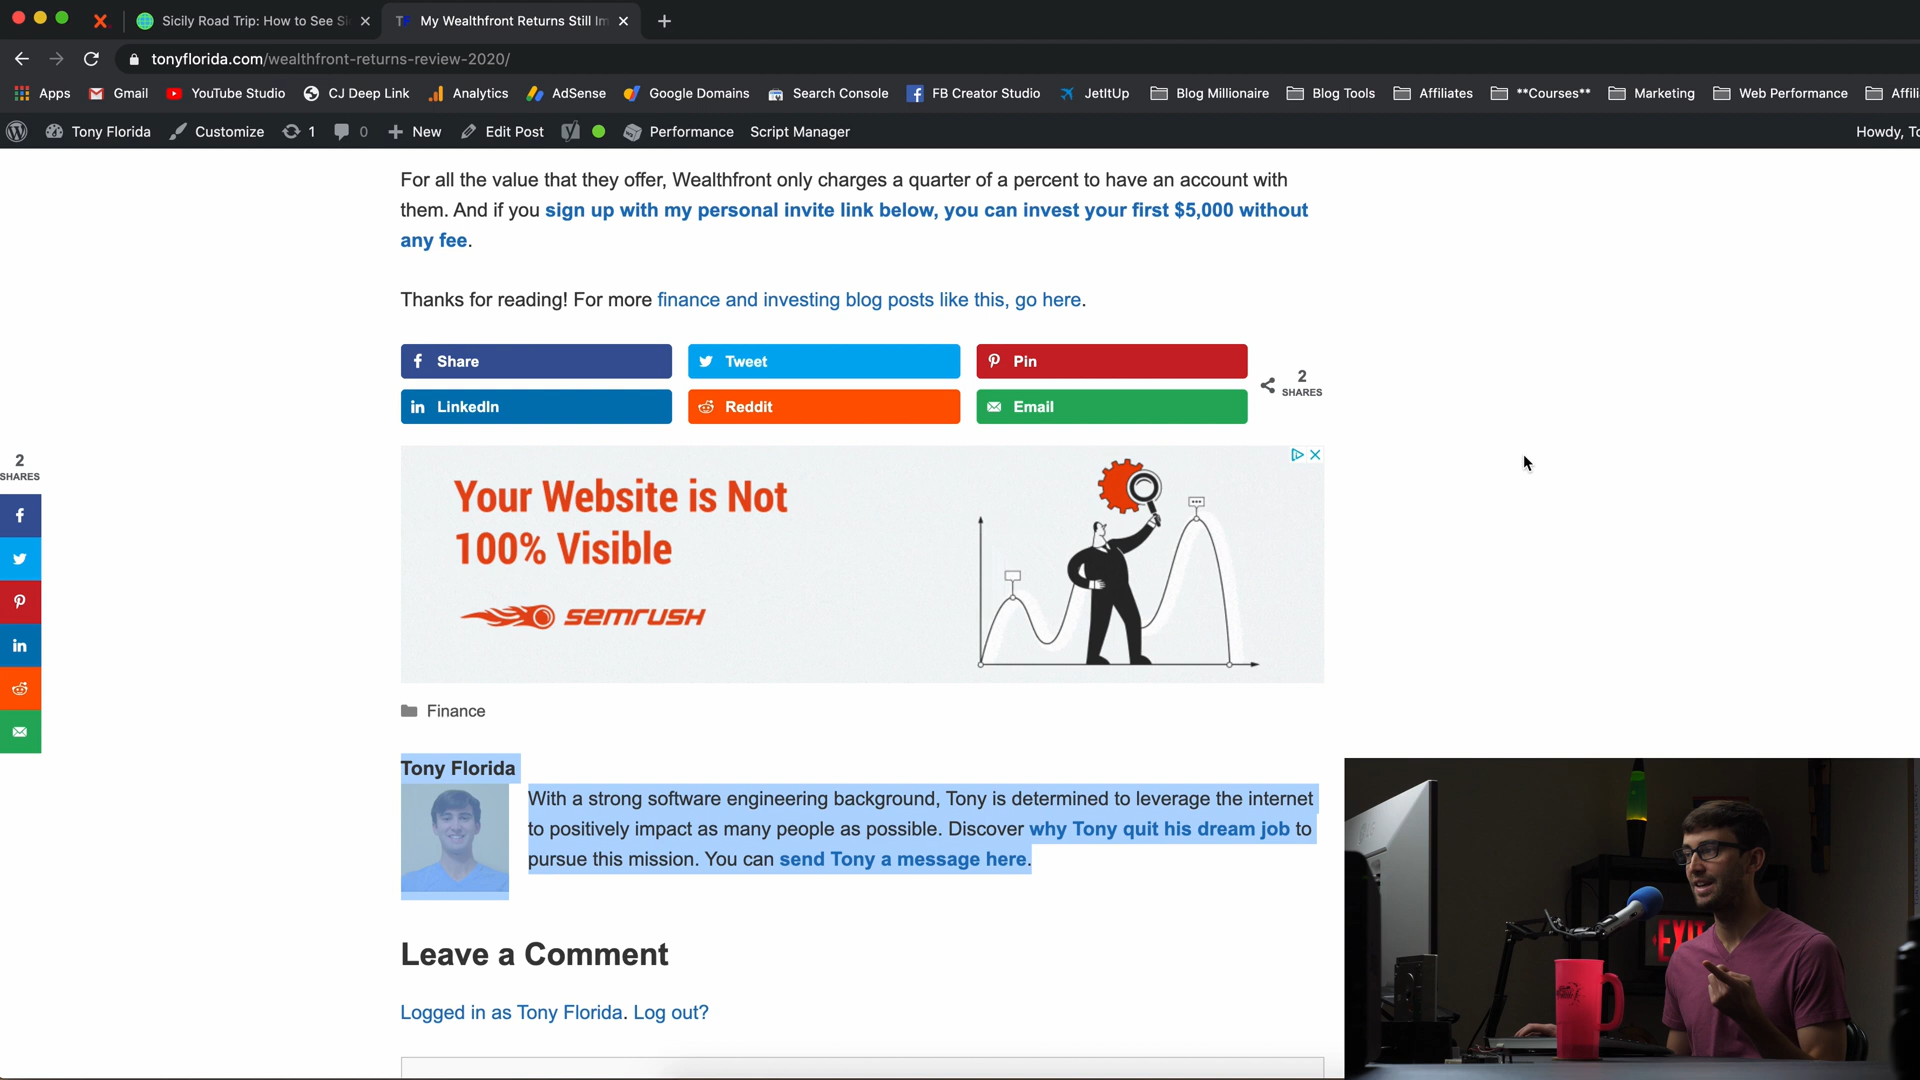 Sicily Road Trip: How to See Si
My Wealthfront Returns Still Im
tonyflorida.com/wealthfront-returns-review-2020/
Apps Gmail YouTube Studio CJ Deep Link Analytics AdSense Google Domains Search Console FB Creator Studio JetItUp Blog Millionaire Blog Tools Affiliates **Courses** Marketing Web Performance Affili
Tony Florida Customize 1 0 New Edit Post Performance Script Manager Howdy, To
For all the value that they offer, Wealthfront only charges a quarter of a percent to have an account with
them. And if you sign up with my personal invite link below, you can invest your first $5,000 without
any fee.
Thanks for reading! For more finance and investing blog posts like this, go here.
Share Tweet Pin
LinkedIn Reddit Email
2
SHARES
2
SHARES
Your Website is Not
100% Visible
SEMRUSH
Finance
Tony Florida
With a strong software engineering background, Tony is determined to leverage the internet
to positively impact as many people as possible. Discover why Tony quit his dream job to
pursue this mission. You can send Tony a message here.
Leave a Comment
Logged in as Tony Florida. Log out?
EXIT